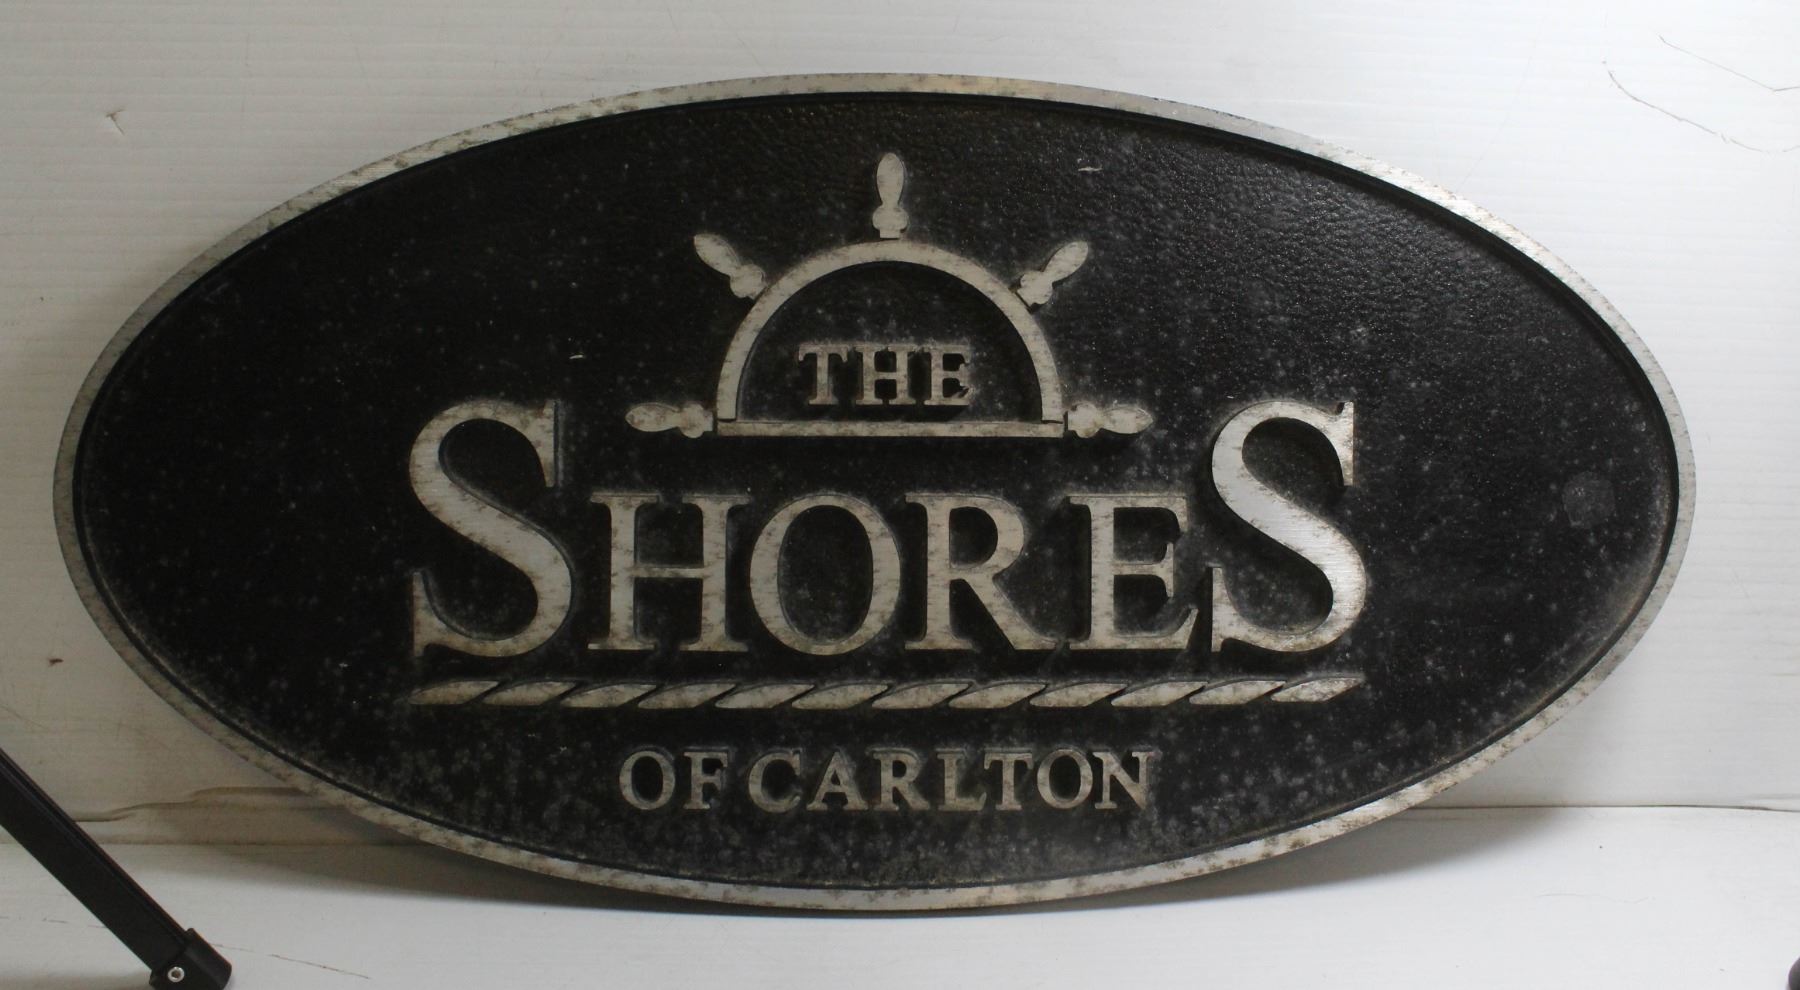 THE
SHORES
OF CARLTON